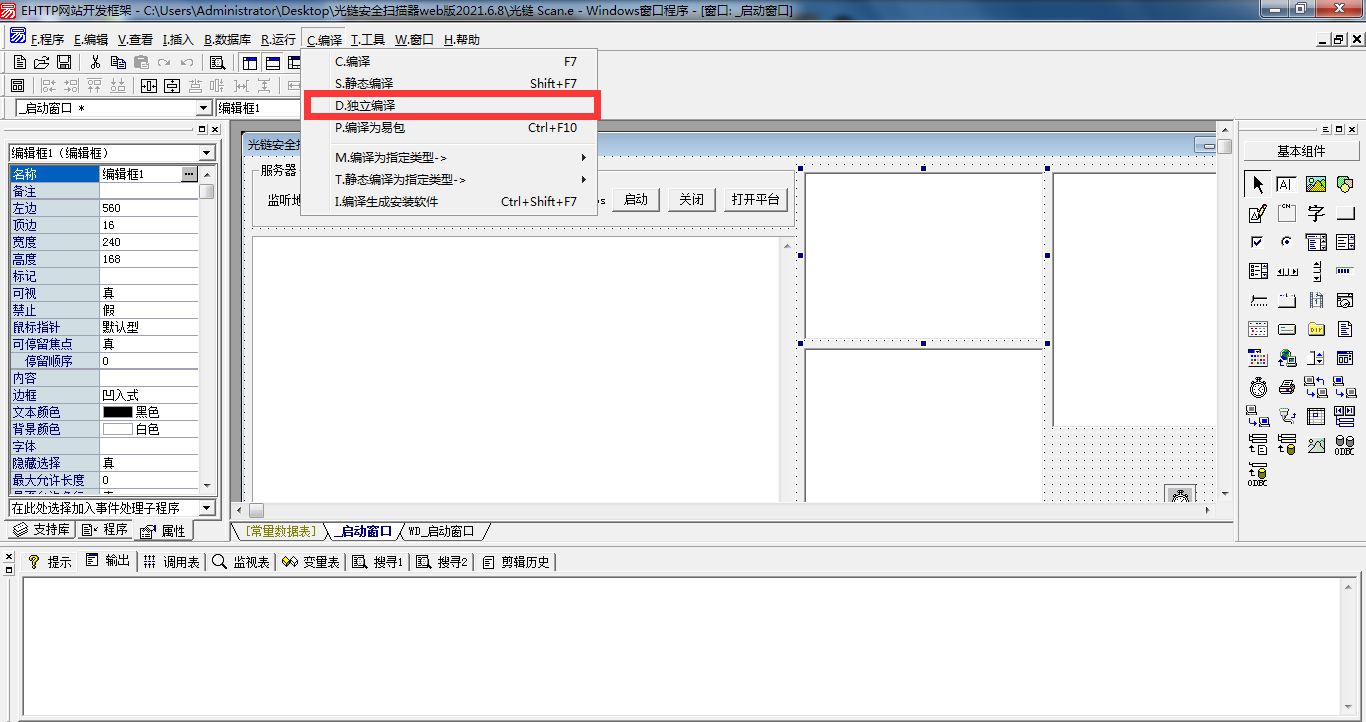 EHTTP网站开发框架 - C:\Users\Administrator\Desktop\光链安全扫描器web版2021.6.8\光链 Scan.e - Windows窗口程序 - [窗口: _启动窗口]
F.程序 E.编辑 V.查看 I.插入 B.数据库 R.运行 C.编译 T.工具 W.窗口 H.帮助
C.编译 F7
S.静态编译 Shift+F7
D.独立编译
P.编译为易包 Ctrl+F10
M.编译为指定类型->
T.静态编译为指定类型->
I.编译生成安装软件 Ctrl+Shift+F7
_启动窗口 * 编辑框1
编辑框1（编辑框）
名称 编辑框1 ...
备注
左边 560
顶边 16
宽度 240
高度 168
标记
可视 真
禁止 假
鼠标指针 默认型
可停留焦点 真
停留顺序 0
内容
边框 凹入式
文本颜色 黑色
背景颜色 白色
字体
隐藏选择 真
最大允许长度 0
在此处选择加入事件处理子程序
支持库 程序 属性
光链安全扫
服务器
监听地
启动 关闭 打开平台
[常量数据表] _启动窗口 WD_启动窗口
基本组件
A
CN
字
DIR
ODBC
ODBC
提示 输出 调用表 监视表 变量表 搜寻1 搜寻2 剪辑历史